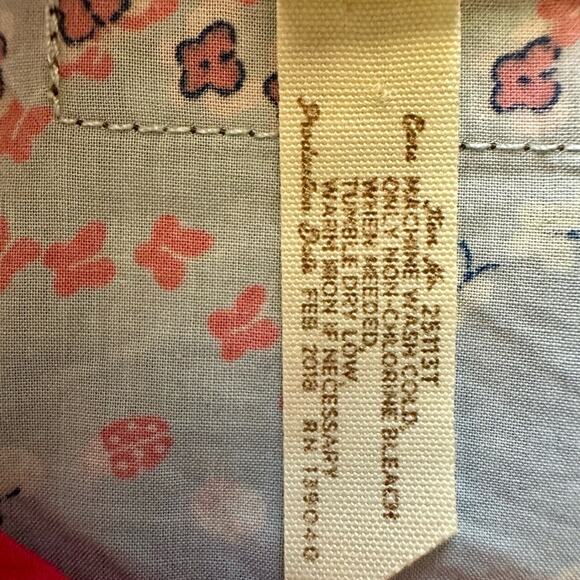 Item No.
Care MACHINE WASH COLD,
ONLY NON-CHLORINE BLEACH
WHEN NEEDED
TUMBLE DRY LOW
WARM IRON IF NECESSARY
Production Date FEB 2018 RN 139040